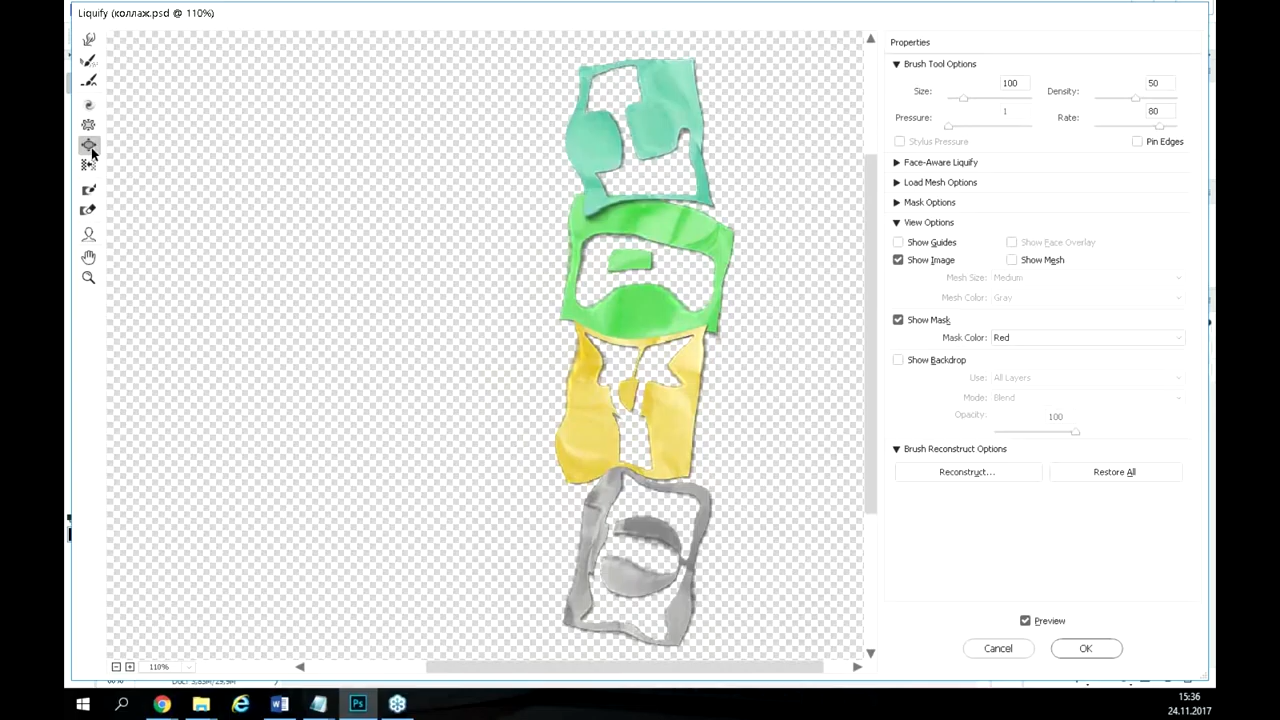 Liquify (коллаж.psd @ 110%)
Properties
Brush Tool Options
Size: 100 Density: 50
Pressure: 1 Rate: 80
Stylus Pressure Pin Edges
Face-Aware Liquify
Load Mesh Options
Mask Options
View Options
Show Guides Show Face Overlay
Show Image Show Mesh
Mesh Size: Medium
Mesh Color: Gray
Show Mask
Mask Color: Red
Show Backdrop
Use: All Layers
Mode: Blend
Opacity: 100
Brush Reconstruct Options
Reconstruct... Restore All
Preview
Cancel OK
110%
W Ps
15:36
24.11.2017